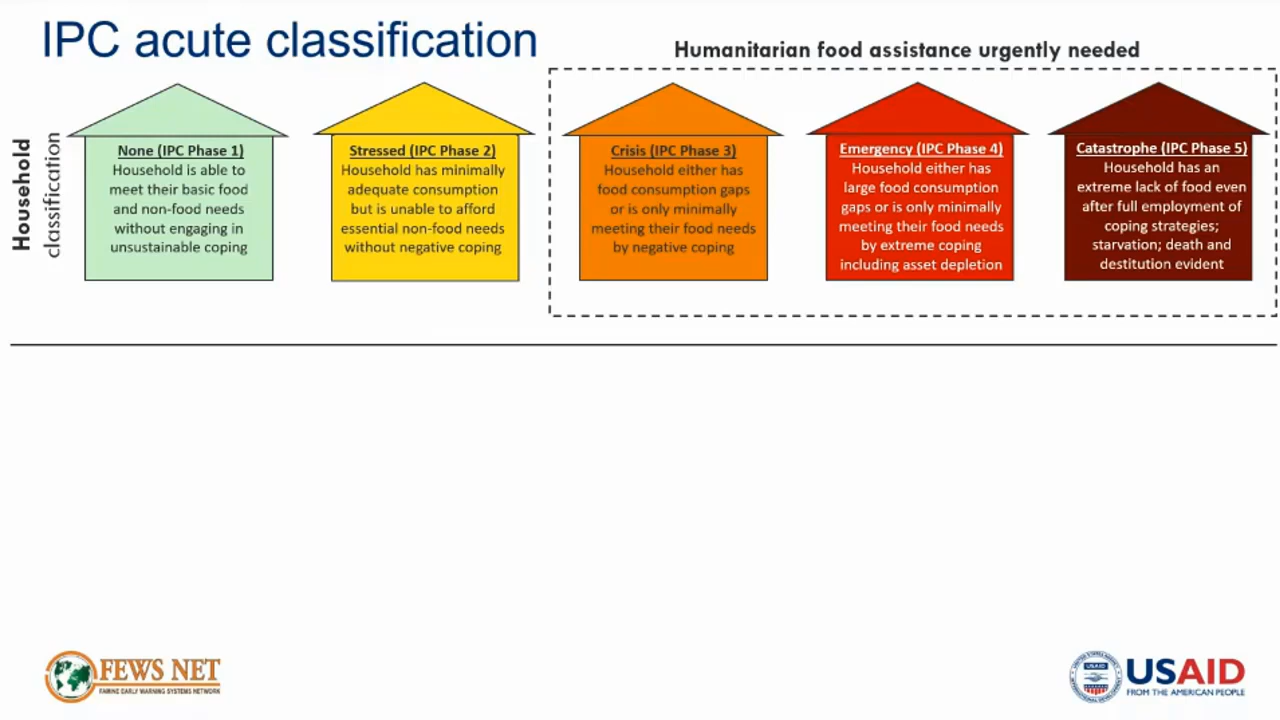 IPC acute classification
Humanitarian food assistance urgently needed
Household
classification
None (IPC Phase 1)
Household is able to
meet their basic food
and non-food needs
without engaging in
unsustainable coping
Stressed (IPC Phase 2)
Household has minimally
adequate consumption
but is unable to afford
essential non-food needs
without negative coping
Crisis (IPC Phase 3)
Household either has
food consumption gaps
or is only minimally
meeting their food needs
by negative coping
Emergency (IPC Phase 4)
Household either has
large food consumption
gaps or is only minimally
meeting their food needs
by extreme coping
including asset depletion
Catastrophe (IPC Phase 5)
Household has an
extreme lack of food even
after full employment of
coping strategies;
starvation; death and
destitution evident
FEWS NET
FAMINE EARLY WARNING SYSTEMS NETWORK
USAID
USAID
FROM THE AMERICAN PEOPLE